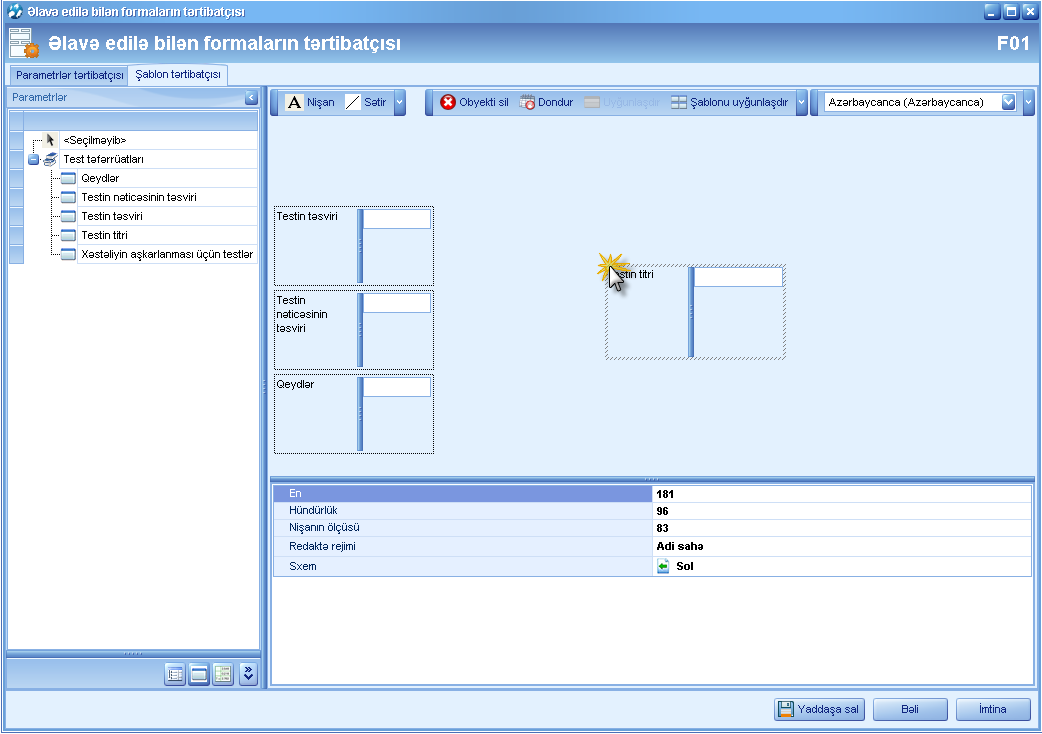 Əlavə edilə bilən formaların tərtibatçısı
Əlavə edilə bilən formaların tərtibatçısı
F01
Parametrlər tərtibatçısı
Şablon tərtibatçısı
Parametrlər
<Seçilməyib>
Test təfərrüatları
Qeydlər
Testin nəticəsinin təsviri
Testin təsviri
Testin titri
Xəstəliyin aşkarlanması üçün testlər
A Nişan
Sətir
Obyekti sil
Dondur
Uyğunlaşdır
Şablonu uyğunlaşdır
Azərbaycanca (Azərbaycanca)
Testin təsviri
Testin
nəticəsinin
təsviri
Qeydlər
titri
En 181
Hündürlük 96
Nişanın ölçüsü 83
Redaktə rejimi Adi sahə
Sxem Sol
Yaddaşa sal
Bəli
İmtina